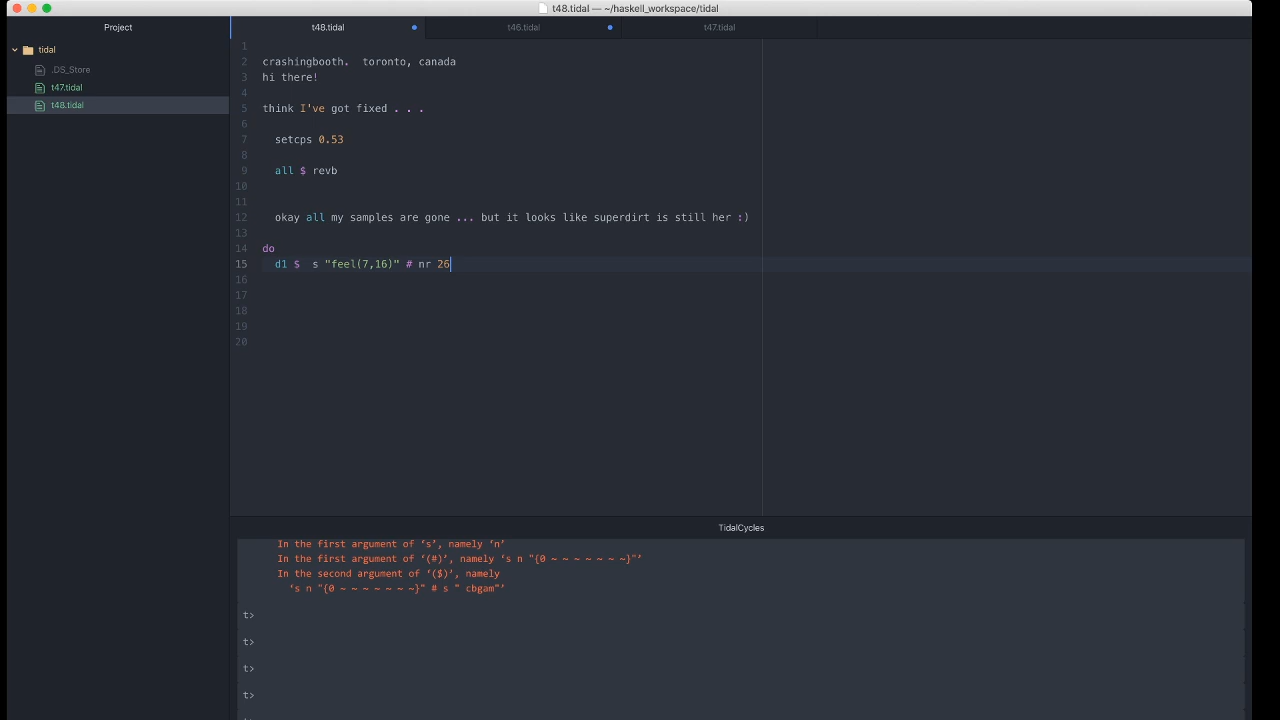 t48.tidal — ~/haskell_workspace/tidal
Project
t48.tidal
t46.tidal
t47.tidal
tidal
.DS_Store
t47.tidal
t48.tidal
1
2 crashingbooth.  toronto, canada
3 hi there!
4
5 think I've got fixed . . .
6
7 setcps 0.53
8
9 all $ revb
10
11
12 okay all my samples are gone ... but it looks like superdirt is still her :)
13
14 do
15 d1 $  s "feel(7,16)" # nr 26
16
17
18
19
20
TidalCycles
In the first argument of ‘s’, namely ‘n’
In the first argument of ‘(#)’, namely ‘s n "{0 ~ ~ ~ ~ ~ ~ ~}"’
In the second argument of ‘($)’, namely
‘s n "{0 ~ ~ ~ ~ ~ ~ ~}" # s " cbgam"’
t>
t>
t>
t>